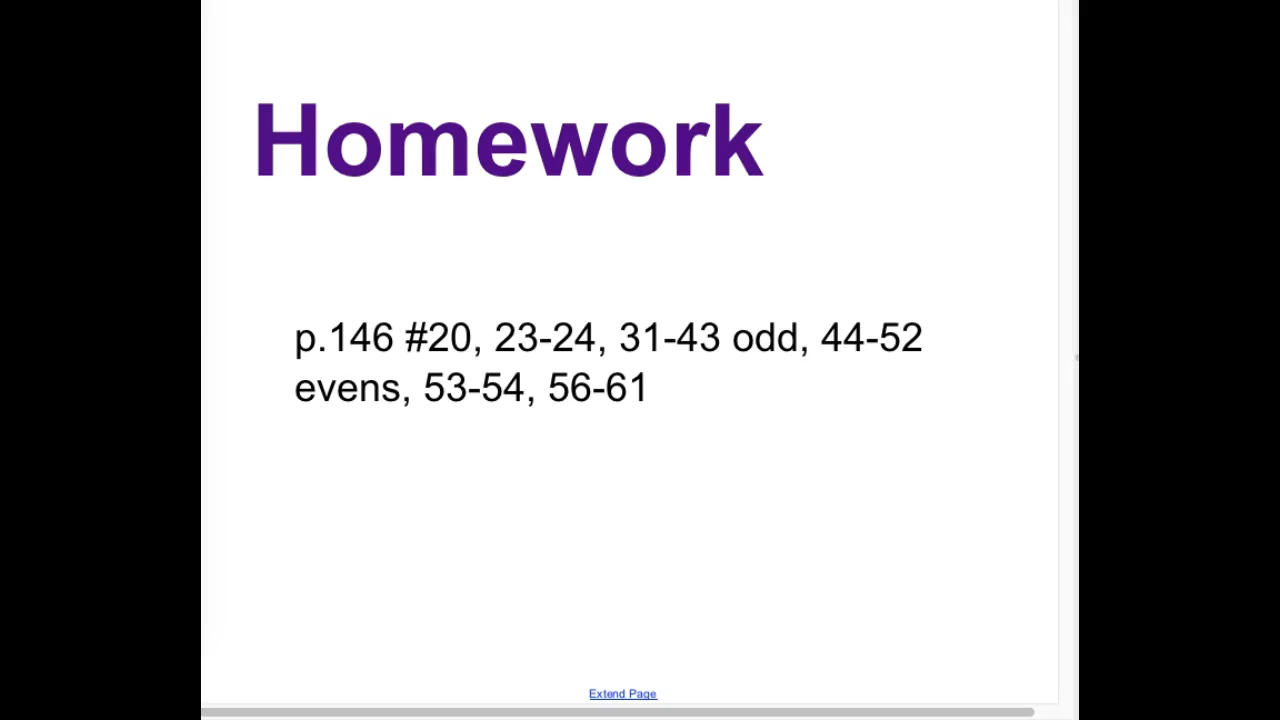 Homework
p.146 #20, 23-24, 31-43 odd, 44-52
evens, 53-54, 56-61
Extend Page